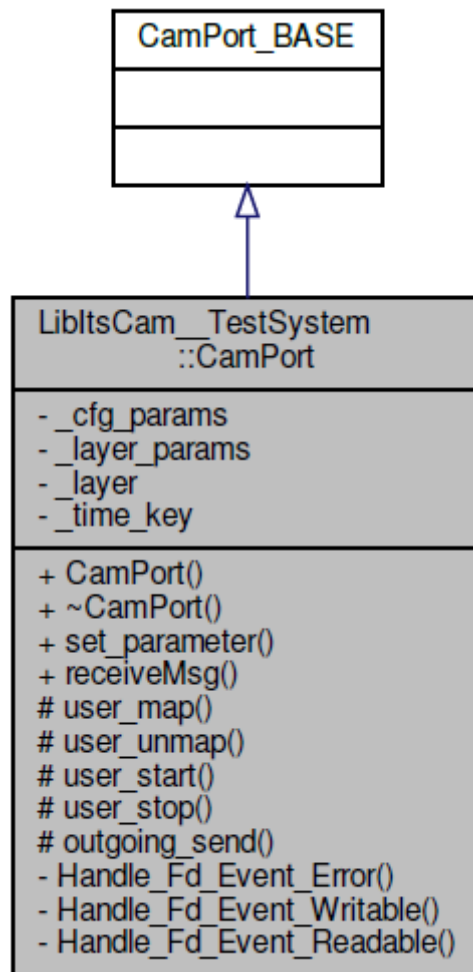 CamPort_BASE
LibItsCam__TestSystem
::CamPort
- _cfg_params
- _layer_params
- _layer
- _time_key
+ CamPort()
+ ~CamPort()
+ set_parameter()
+ receiveMsg()
# user_map()
# user_unmap()
# user_start()
# user_stop()
# outgoing_send()
- Handle_Fd_Event_Error()
- Handle_Fd_Event_Writable()
- Handle_Fd_Event_Readable()